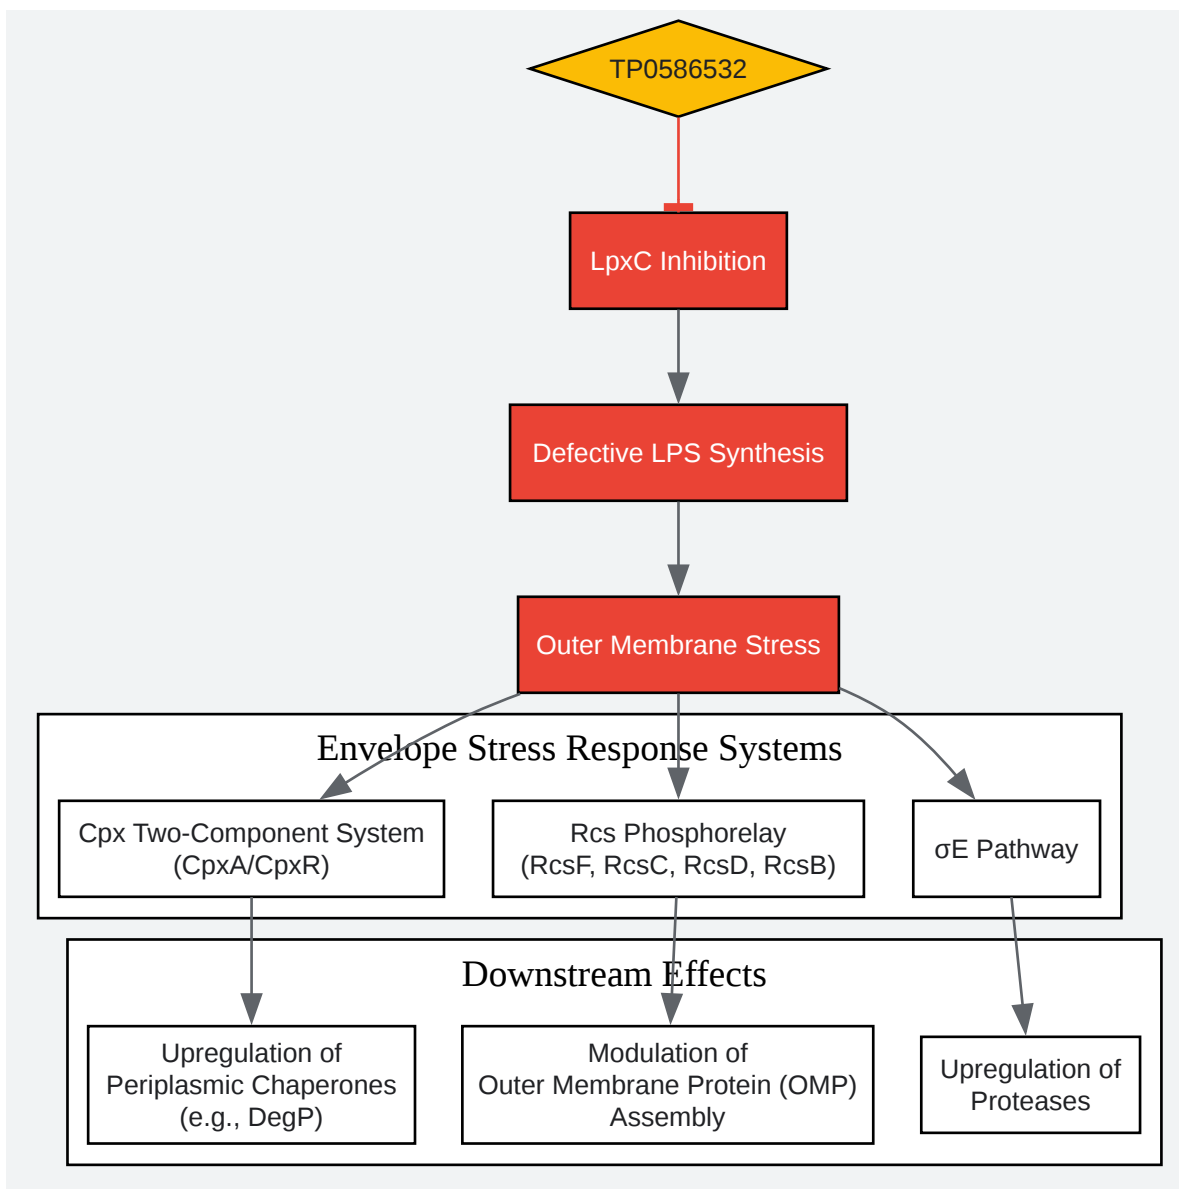 TP0586532
LpxC Inhibition
Defective LPS Synthesis
Outer Membrane Stress
Envelope Stress Response Systems
Cpx Two-Component System
(CpxA/CpxR)
Rcs Phosphorelay
(RcsF, RcsC, RcsD, RcsB)
σE Pathway
Downstream Effects
Upregulation of
Periplasmic Chaperones
(e.g., DegP)
Modulation of
Outer Membrane Protein (OMP)
Assembly
Upregulation of
Proteases